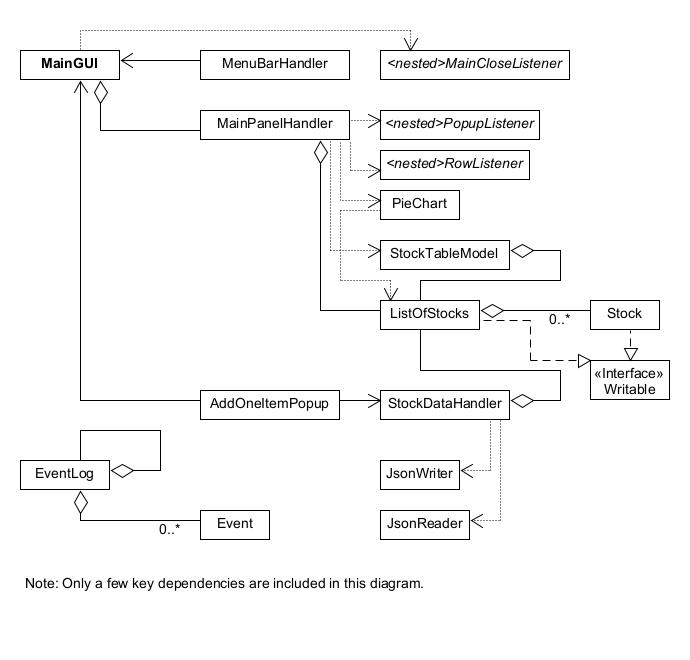 MainGUI
MenuBarHandler
<nested>MainCloseListener
MainPanelHandler
<nested>PopupListener
<nested>RowListener
PieChart
StockTableModel
ListOfStocks
0..*
Stock
«Interface»
Writable
AddOneItemPopup
StockDataHandler
EventLog
JsonWriter
0..*
Event
JsonReader
Note: Only a few key dependencies are included in this diagram.